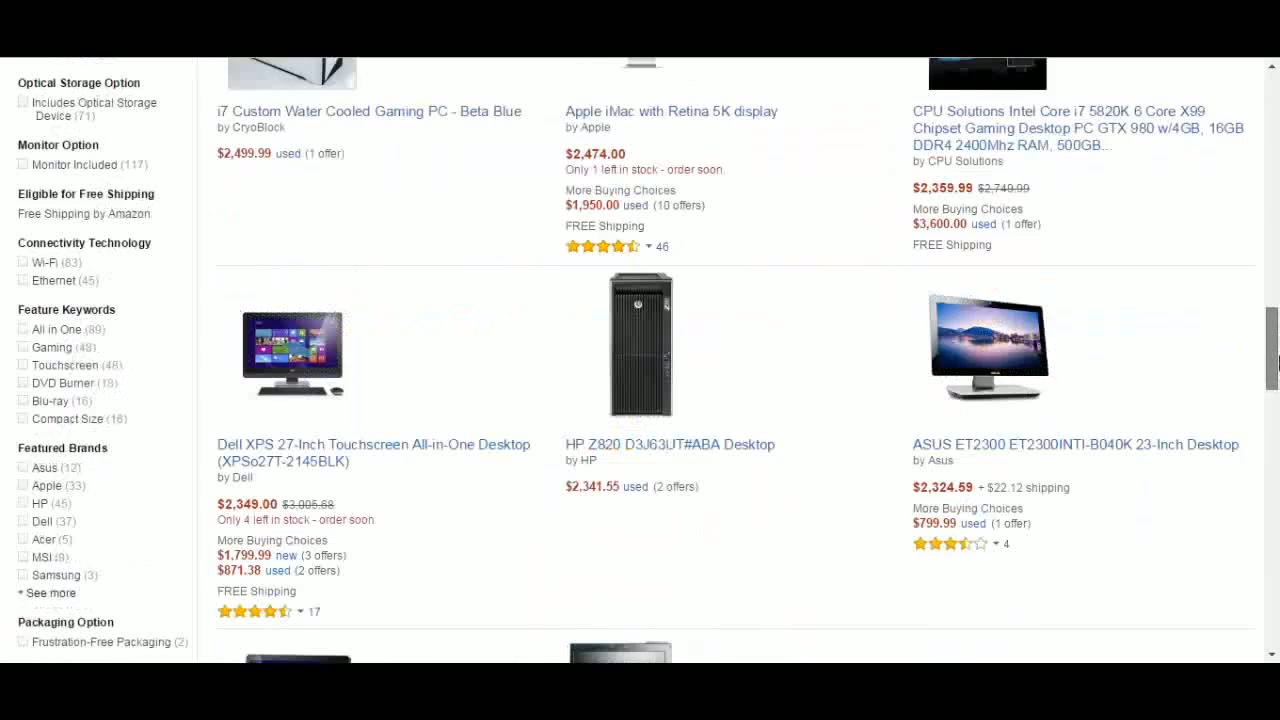 Optical Storage Option
Includes Optical Storage
Device (71)
Monitor Option
Monitor Included (117)
Eligible for Free Shipping
Free Shipping by Amazon
Connectivity Technology
Wi-Fi (83)
Ethernet (45)
Feature Keywords
All in One (89)
Gaming (48)
Touchscreen (48)
DVD Burner (18)
Blu-ray (16)
Compact Size (16)
Featured Brands
Asus (12)
Apple (33)
HP (45)
Dell (37)
Acer (5)
MSI (9)
Samsung (3)
+ See more
Packaging Option
Frustration-Free Packaging (2)
i7 Custom Water Cooled Gaming PC - Beta Blue
by CryoBlock
$2,499.99 used (1 offer)
Apple iMac with Retina 5K display
by Apple
$2,474.00
Only 1 left in stock - order soon.
More Buying Choices
$1,950.00 used (10 offers)
FREE Shipping
46
CPU Solutions Intel Core i7 5820K 6 Core X99
Chipset Gaming Desktop PC GTX 980 w/4GB, 16GB
DDR4 2400Mhz RAM, 500GB...
by CPU Solutions
$2,359.99 $2,749.99
More Buying Choices
$3,600.00 used (1 offer)
FREE Shipping
Dell XPS 27-Inch Touchscreen All-in-One Desktop
(XPSo27T-2145BLK)
by Dell
$2,349.00 $3,005.68
Only 4 left in stock - order soon.
More Buying Choices
$1,799.99 new (3 offers)
$871.38 used (2 offers)
FREE Shipping
17
HP Z820 D3J63UT#ABA Desktop
by HP
$2,341.55 used (2 offers)
ASUS ET2300 ET2300INTI-B040K 23-Inch Desktop
by Asus
$2,324.59 + $22.12 shipping
More Buying Choices
$799.99 used (1 offer)
4